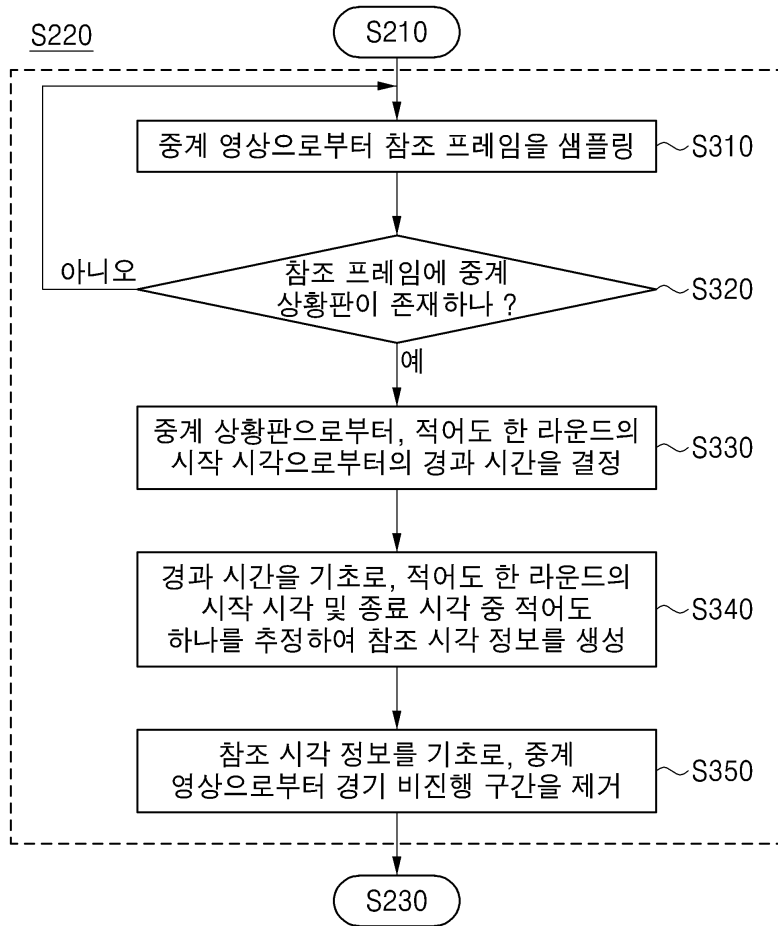 S220
S210
중계 영상으로부터 참조 프레임을 샘플링
S310
아니오
참조 프레임에 중계
상황판이 존재하나 ?
S320
예
중계 상황판으로부터, 적어도 한 라운드의
시작 시각으로부터의 경과 시간을 결정
S330
경과 시간을 기초로, 적어도 한 라운드의
시작 시각 및 종료 시각 중 적어도
하나를 추정하여 참조 시각 정보를 생성
S340
참조 시각 정보를 기초로, 중계
영상으로부터 경기 비진행 구간을 제거
S350
S230